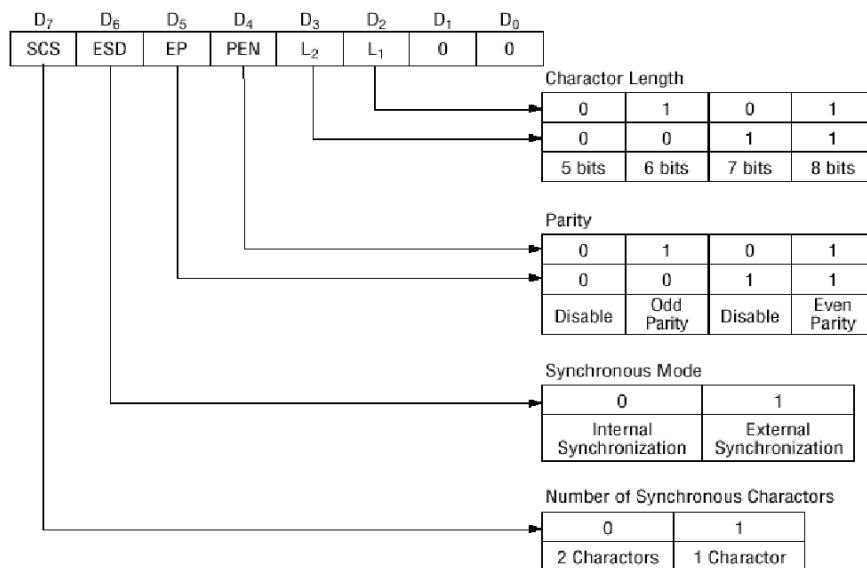 D7 D6 D5 D4 D3 D2 D1 D0
SCS ESD EP PEN L2 L1 0 0
Charactor Length
0 1 0 1
0 0 1 1
5 bits 6 bits 7 bits 8 bits
Parity
0 1 0 1
0 0 1 1
Disable Odd Parity Disable Even Parity
Synchronous Mode
0 1
Internal Synchronization External Synchronization
Number of Synchronous Charactors
0 1
2 Charactors 1 Charactor